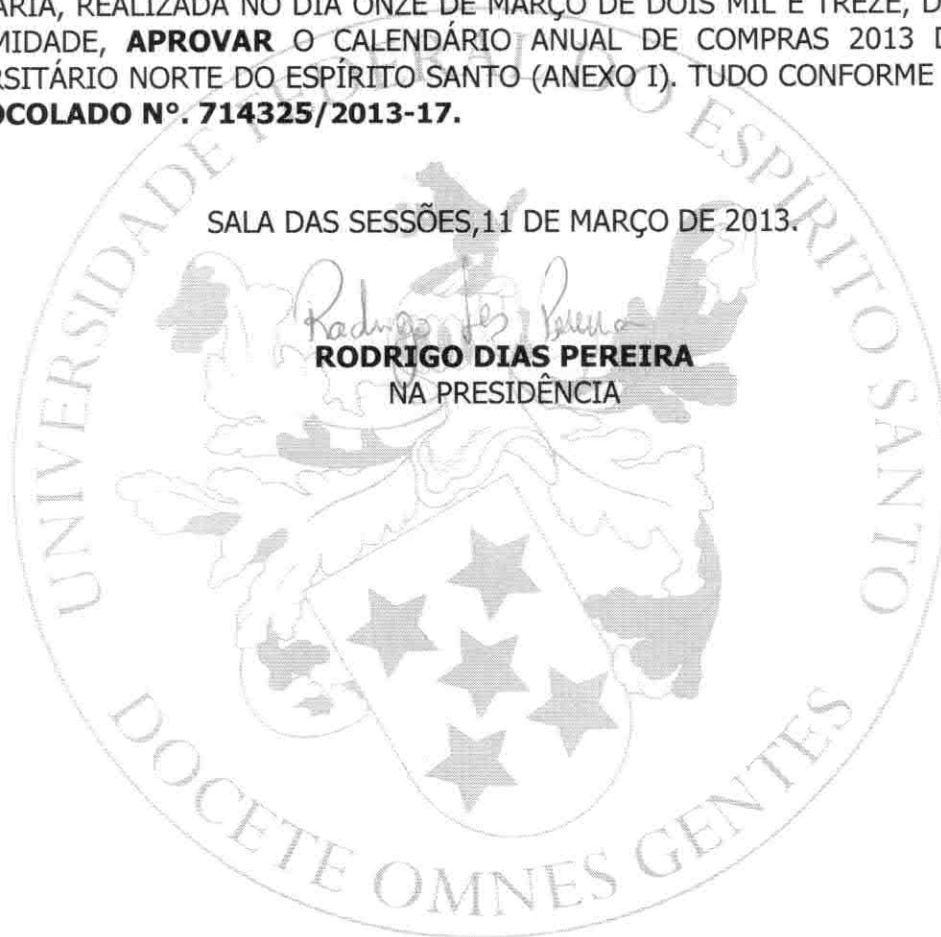 ÁRIA, REALIZADA NO DIA ONZE DE MARÇO DE DOIS MIL E TREZE, D
MIDADE, APROVAR O CALENDÁRIO ANUAL DE COMPRAS 2013 D
RSITÁRIO NORTE DO ESPÍRITO SANTO (ANEXO I). TUDO CONFORME
OCOLADO Nº. 714325/2013-17.
SALA DAS SESSÕES,11 DE MARÇO DE 2013.
Rodrigo Dias Pereira
RODRIGO DIAS PEREIRA
NA PRESIDÊNCIA
UNIVERSIDADE FEDERAL DO ESPÍRITO SANTO
DOCETE OMNES GENTES